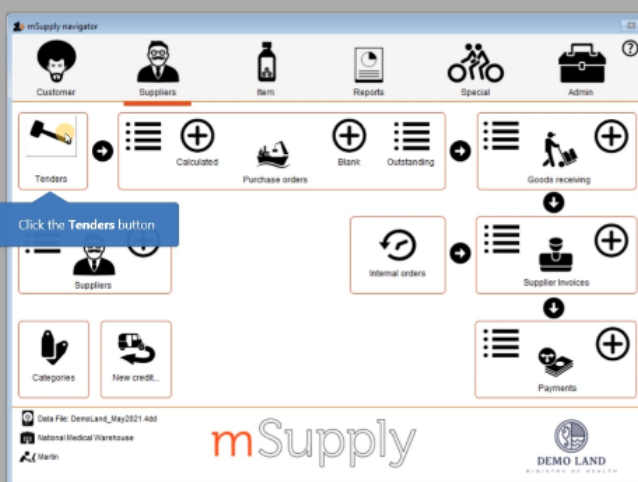 mSupply navigator
Customer
Suppliers
Item
Reports
Special
Admin
?
Tenders
Calculated
Blank
Outstanding
Purchase orders
Goods receiving
Click the Tenders button
Suppliers
Internal orders
Supplier Invoices
Categories
New credit...
Payments
Data File: DemoLand_May2021.4dd
National Medical Warehouse
Martin
mSupply
DEMO LAND
MINISTRY OF HEALTH